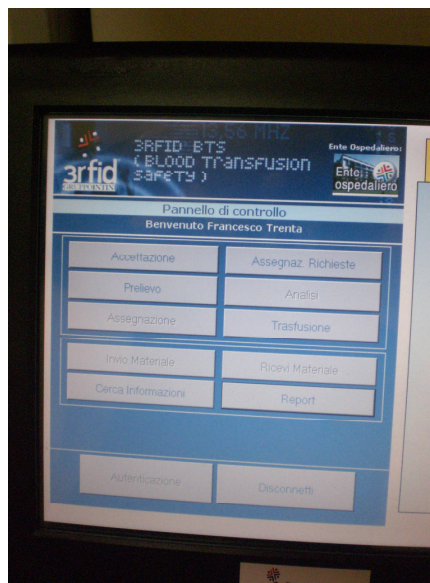 13.56 MHZ
3RFID BTS
(BLOOD TRANSFUSION
SAFETY)
Ente Ospedaliero:
3rfid
Ente
ospedaliero
Pannello di controllo
Benvenuto Francesco Trenta
Accettazione
Assegnaz. Richieste
Prelievo
Analisi
Assegnazione
Trasfusione
Invio Materiale
Ricevi Materiale
Cerca Informazioni
Report
Autenticazione
Disconnetti